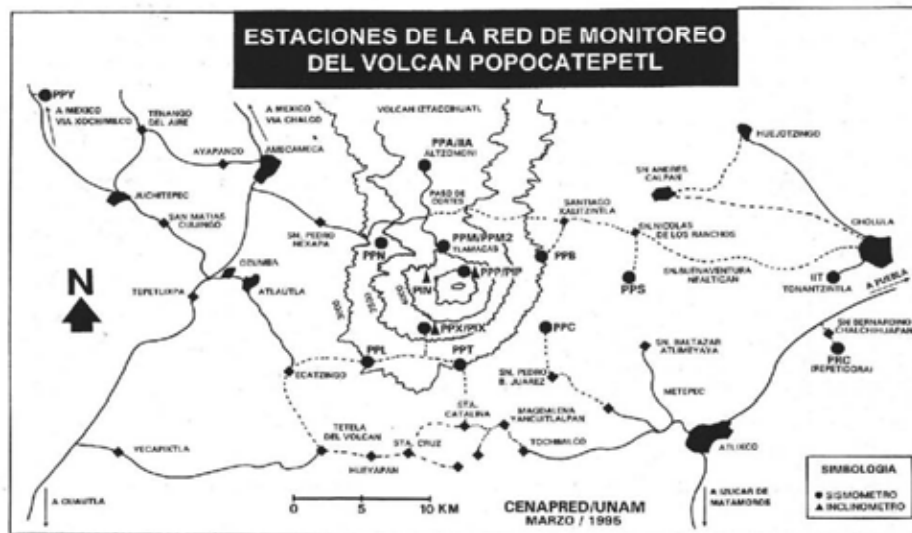 ESTACIONES DE LA RED DE MONITOREO
DEL VOLCAN POPOCATEPETL
PPY
A MEXICO
VIA XOCHIMILCO
TENANGO
DEL AIRE
A MEXICO
VIA CHALCO
VOLCAN IZTACCIHUATL
AYAPANGO
AMECAMECA
PPA/IIA
ALTZOMONI
HUEJOTZINGO
JUCHITEPEC
PASO DE
CORTES
SN. ANDRES
CALPAN
SAN MATIAS
CUIJINGO
SN. PEDRO
NEXAPA
SANTIAGO
XALITZINTLA
SN. NICOLAS
DE LOS RANCHOS
CHOLULA
PPN
PPM/PPM2
TLAMACAS
PPB
OZUMBA
PPP/PIP
N
PIN
PPS
SN. BUENAVENTURA
NEALTICAN
IIT
TONANTZINTLA
A PUEBLA
TEPETLIXPA
ATLAUTLA
PPX/PIX
PPC
SN BERNARDINO
CHALCHIHUAPAN
SN. BALTAZAR
ATLIMEYAYA
PRC
(REPETIDORA)
PPL
PPT
ECATZINGO
SN. PEDRO
B. JUAREZ
METEPEC
STA.
CATALINA
MAGDALENA
YANCUITLALPAN
TETELA
DEL VOLCAN
STA. CRUZ
TOCHIMILCO
YECAPIXTLA
HUEYAPAN
ATLIXCO
A CUAUTLA
0 5 10 KM
CENAPRED/UNAM
MARZO / 1995
A IZUCAR DE
MATAMOROS
SIMBOLOGIA
SISMOMETRO
INCLINOMETRO